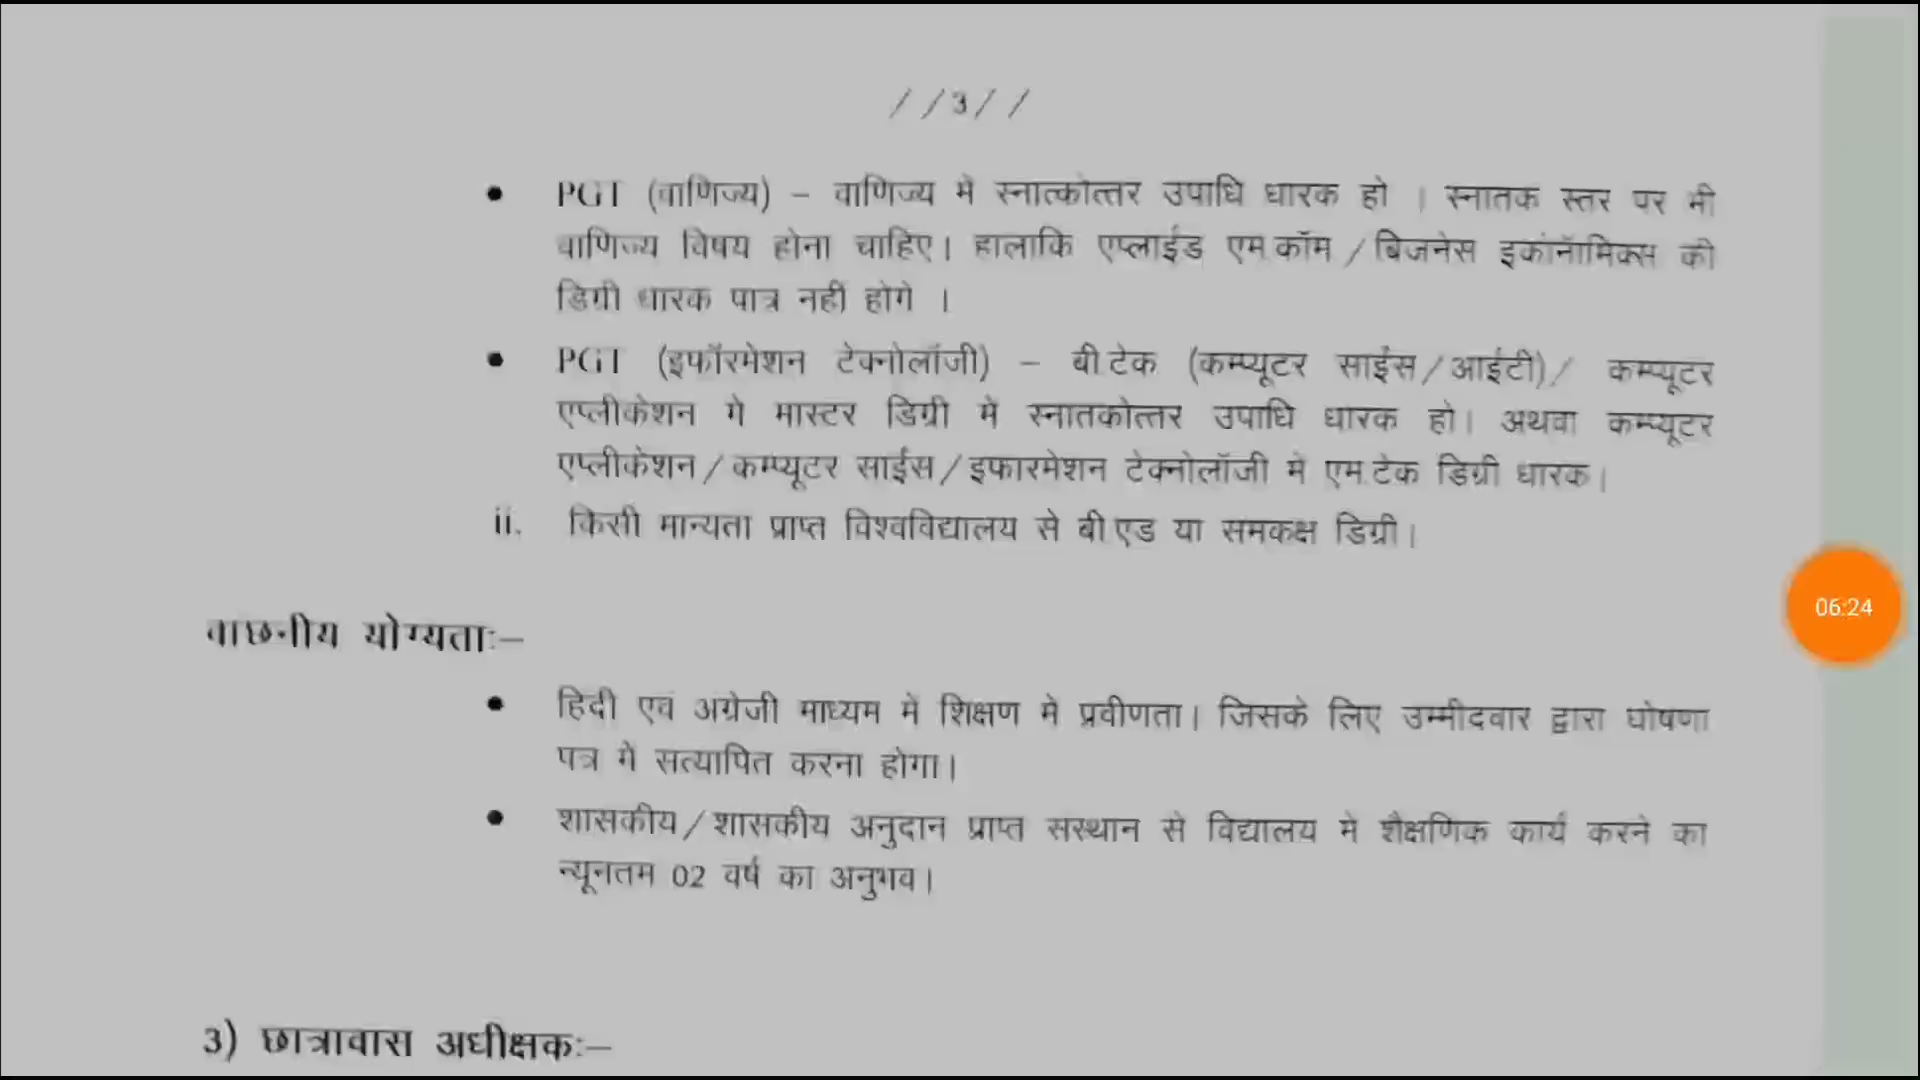 //3//
• PGT (वाणिज्य) – वाणिज्य में स्नात्कोत्तर उपाधि धारक हो । स्नातक स्तर पर भी
वाणिज्य विषय होना चाहिए। हालाकि एप्लाईड एम.कॉम/बिजनेस इकोनॅामिक्स की
डिग्री धारक पात्र नहीं होगे ।
• PGT (इफॉरमेशन टेक्नोलॉजी) – बी.टेक (कम्प्यूटर साईस/आईटी)/ कम्प्यूटर
एप्लीकेशन मे मास्टर डिग्री में स्नातकोत्तर उपाधि धारक हो। अथवा कम्प्यूटर
एप्लीकेशन/कम्प्यूटर साईस/इफारमेशन टेक्नोलॉजी में एम.टेक डिग्री धारक।
ii. किसी मान्यता प्राप्त विश्वविद्यालय से बी.एड या समकक्ष डिग्री।
06:24
वाछनीय योग्यताः–
• हिदी एव अग्रेजी माध्यम में शिक्षण मे प्रवीणता। जिसके लिए उम्मीदवार द्वारा घोषणा
पत्र मे सत्यापित करना होगा।
• शासकीय/शासकीय अनुदान प्राप्त सस्थान से विद्यालय मे शैक्षणिक कार्य करने का
न्यूनतम 02 वर्ष का अनुभव।
3) छात्रावास अधीक्षकः–